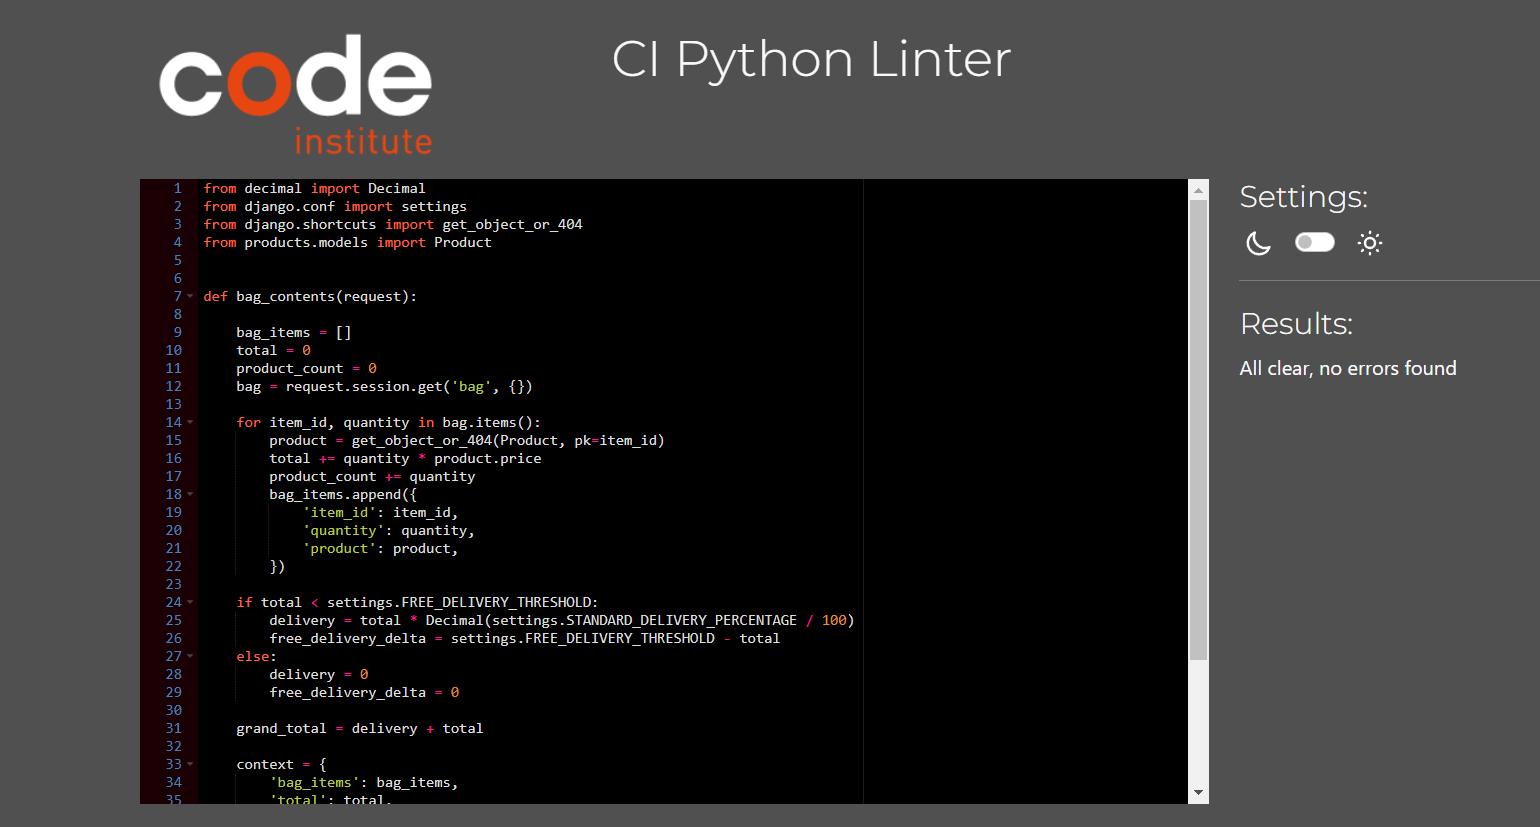 code
institute
CI Python Linter
1 from decimal import Decimal
2 from django.conf import settings
3 from django.shortcuts import get_object_or_404
4 from products.models import Product
5
6
7 def bag_contents(request):
8
9     bag_items = []
10     total = 0
11     product_count = 0
12     bag = request.session.get('bag', {})
13
14     for item_id, quantity in bag.items():
15         product = get_object_or_404(Product, pk=item_id)
16         total += quantity * product.price
17         product_count += quantity
18         bag_items.append({
19             'item_id': item_id,
20             'quantity': quantity,
21             'product': product,
22         })
23
24     if total < settings.FREE_DELIVERY_THRESHOLD:
25         delivery = total * Decimal(settings.STANDARD_DELIVERY_PERCENTAGE / 100)
26         free_delivery_delta = settings.FREE_DELIVERY_THRESHOLD - total
27     else:
28         delivery = 0
29         free_delivery_delta = 0
30
31     grand_total = delivery + total
32
33     context = {
34         'bag_items': bag_items,
35         'total': total,
Settings:
Results:
All clear, no errors found